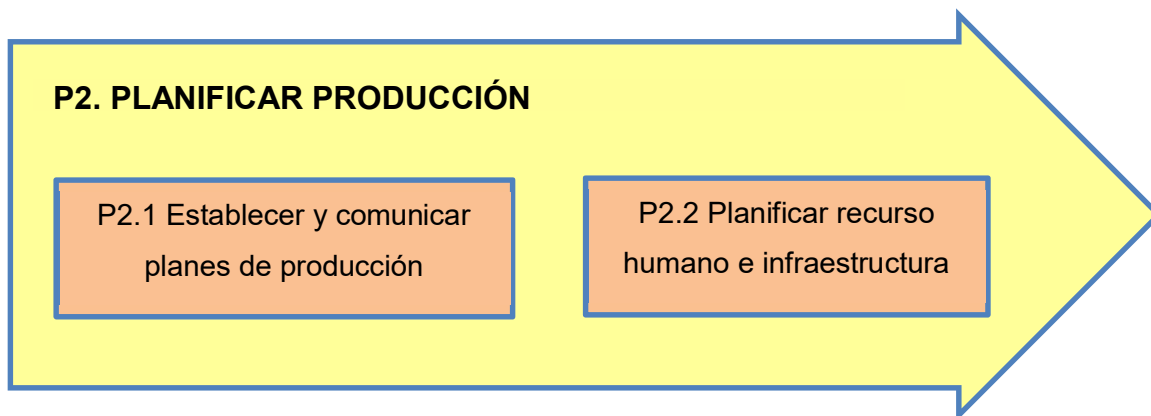 P2. PLANIFICAR PRODUCCIÓN
P2.1 Establecer y comunicar
planes de producción
P2.2 Planificar recurso
humano e infraestructura